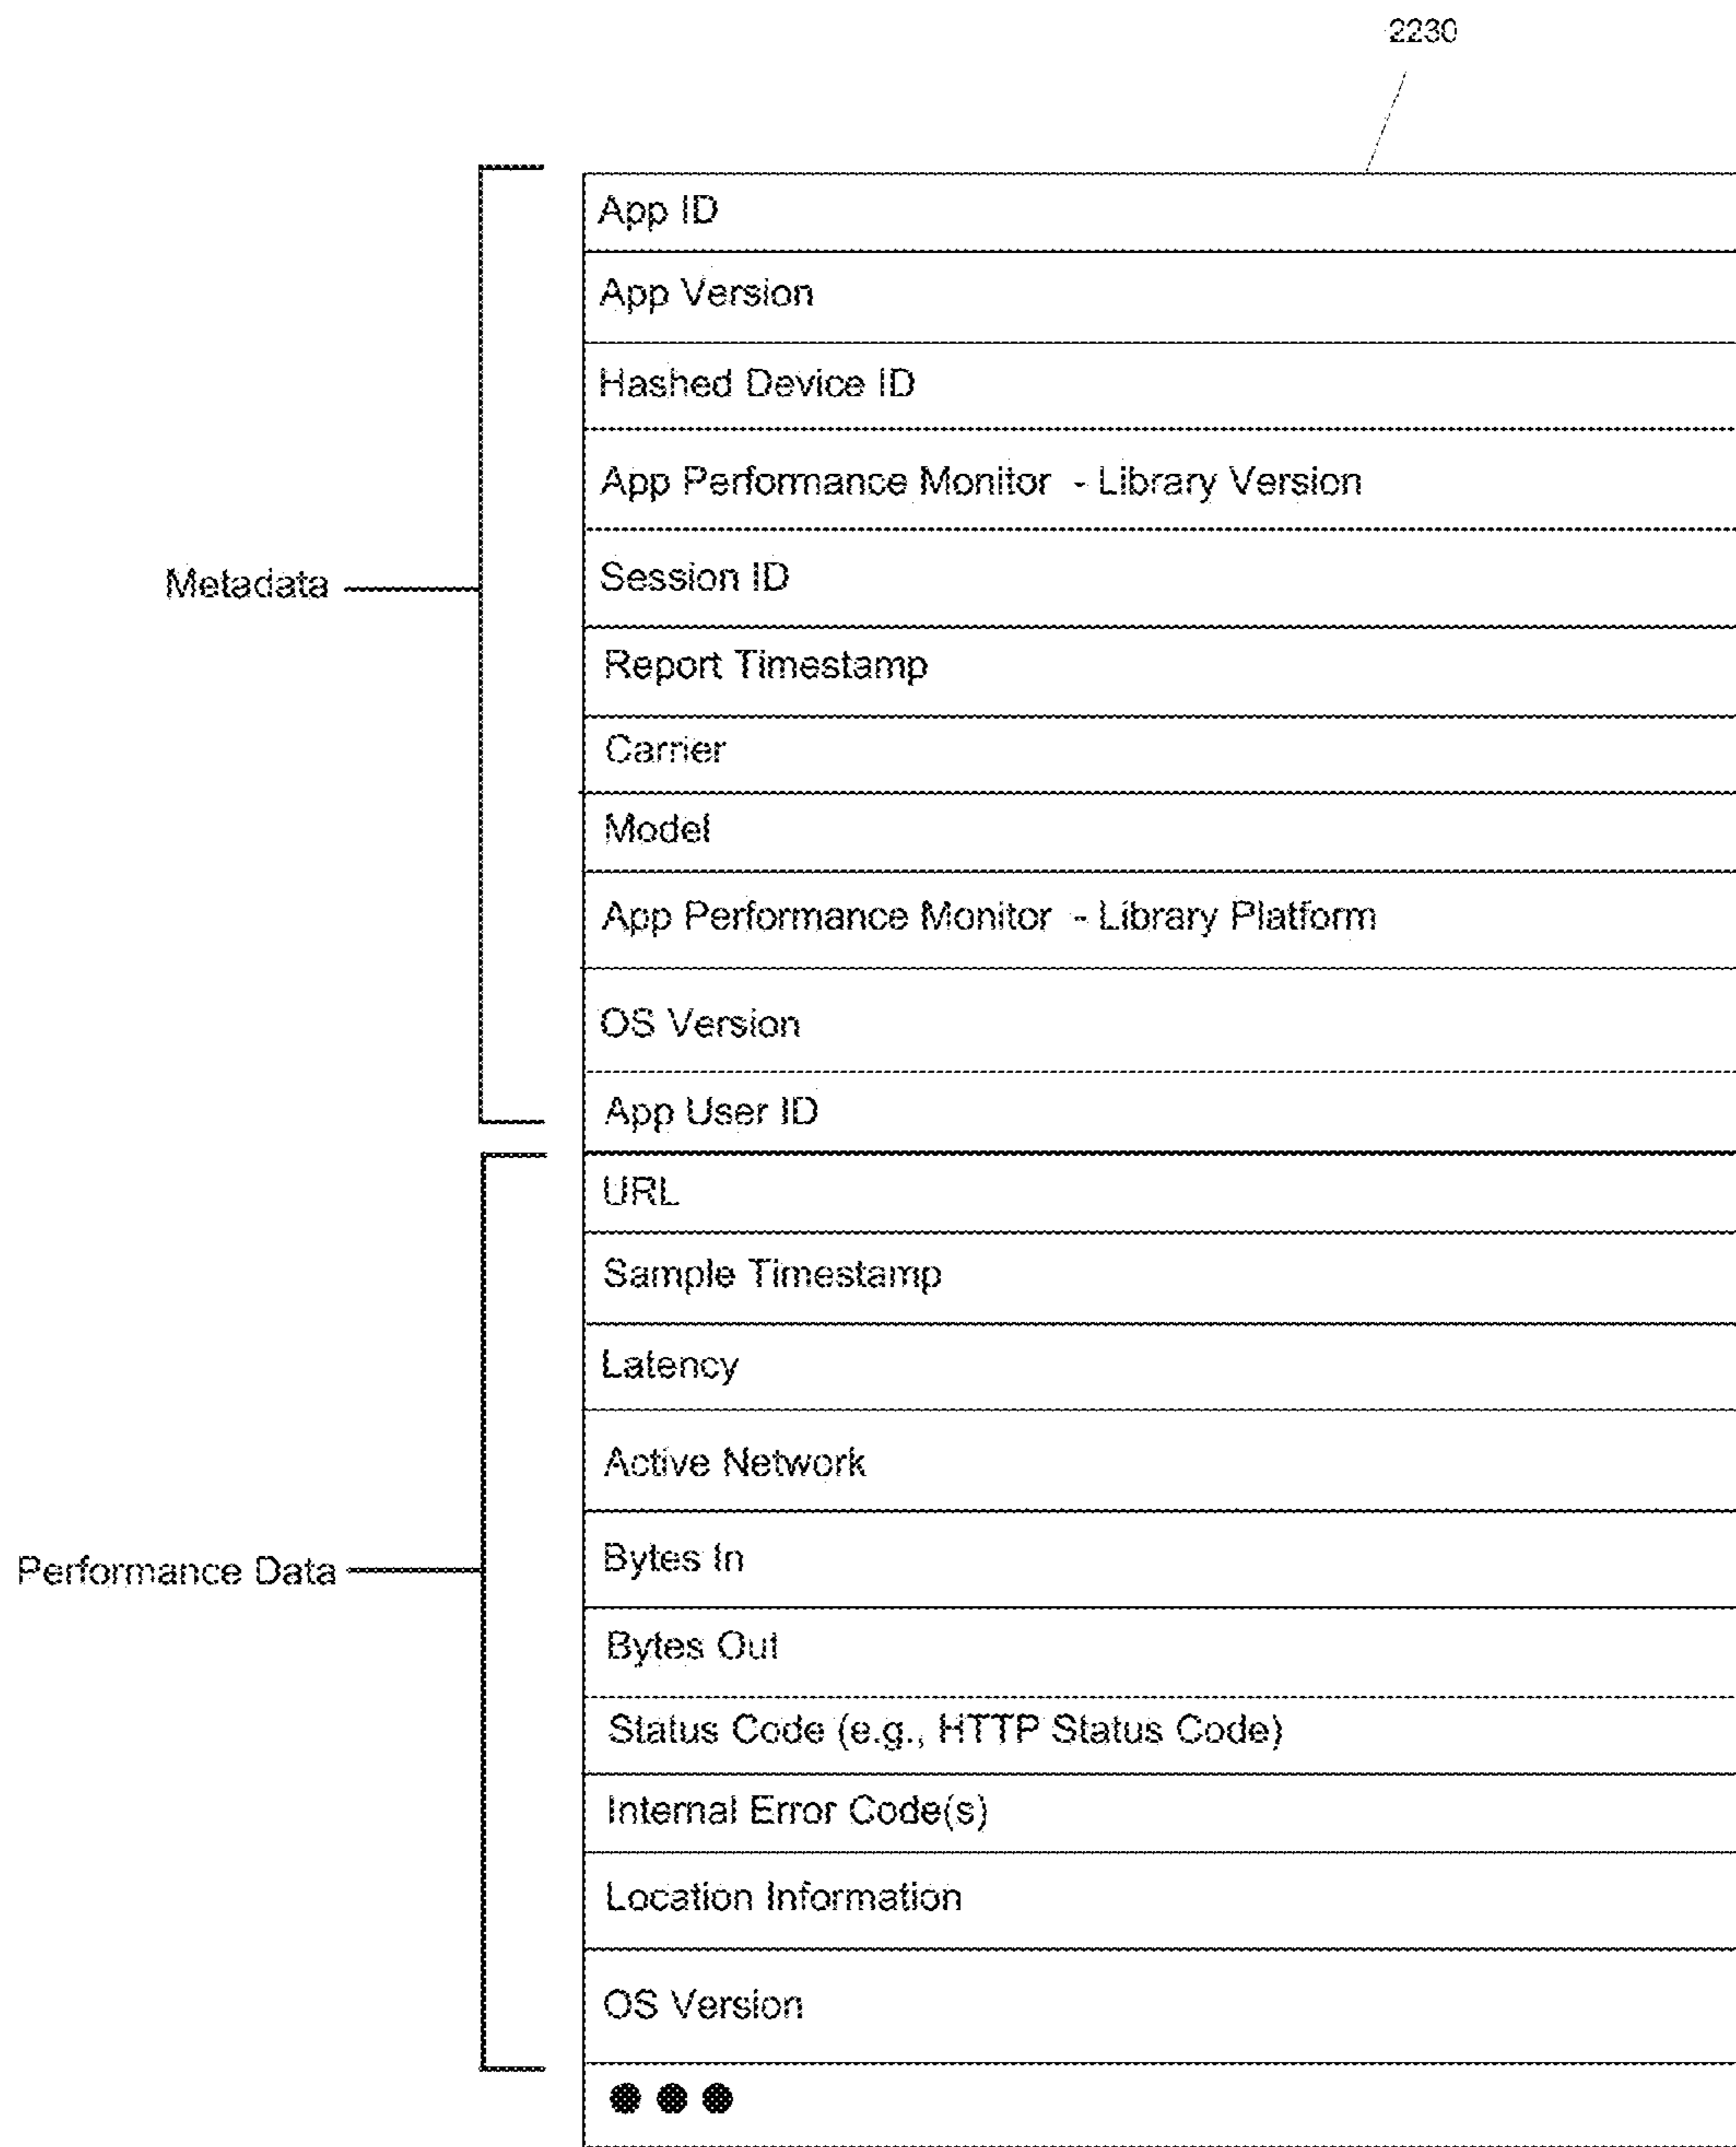 2230
App ID
App Version
Hashed Device ID
App Performance Monitor - Library Version
Session ID
Metadata
Report Timestamp
Carrier
Model
App Performance Monitor - Library Platform
OS Version
App User ID
URL
Sample Timestamp
Latency
Active Network
Bytes In
Performance Data
Bytes Out
Status Code (e.g., HTTP Status Code)
Internal Error Code(s)
Location Information
OS Version